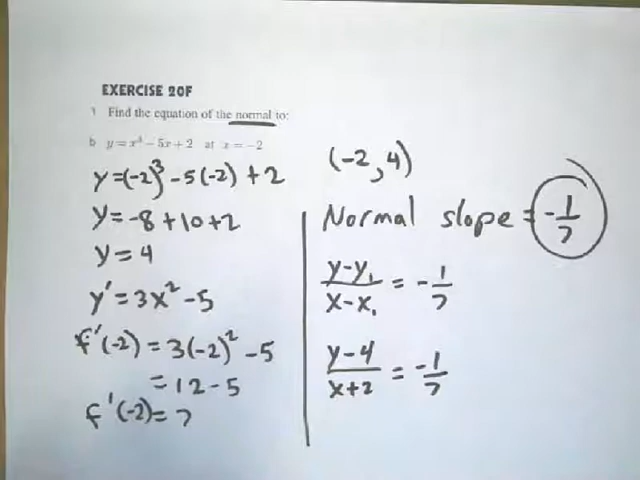 EXERCISE 20F
1 Find the equation of the normal to:
b y = x³ − 5x + 2 at x = −2
y=(-2)³ -5(-2) +2
y=-8+10+2
y=4
y'=3x²-5
f'(-2) = 3(-2)² -5
=12-5
f'(-2)=7
(-2,4)
Normal slope = -1/7
y-y₁/x-x₁ = -1/7
y-4/x+2 = -1/7